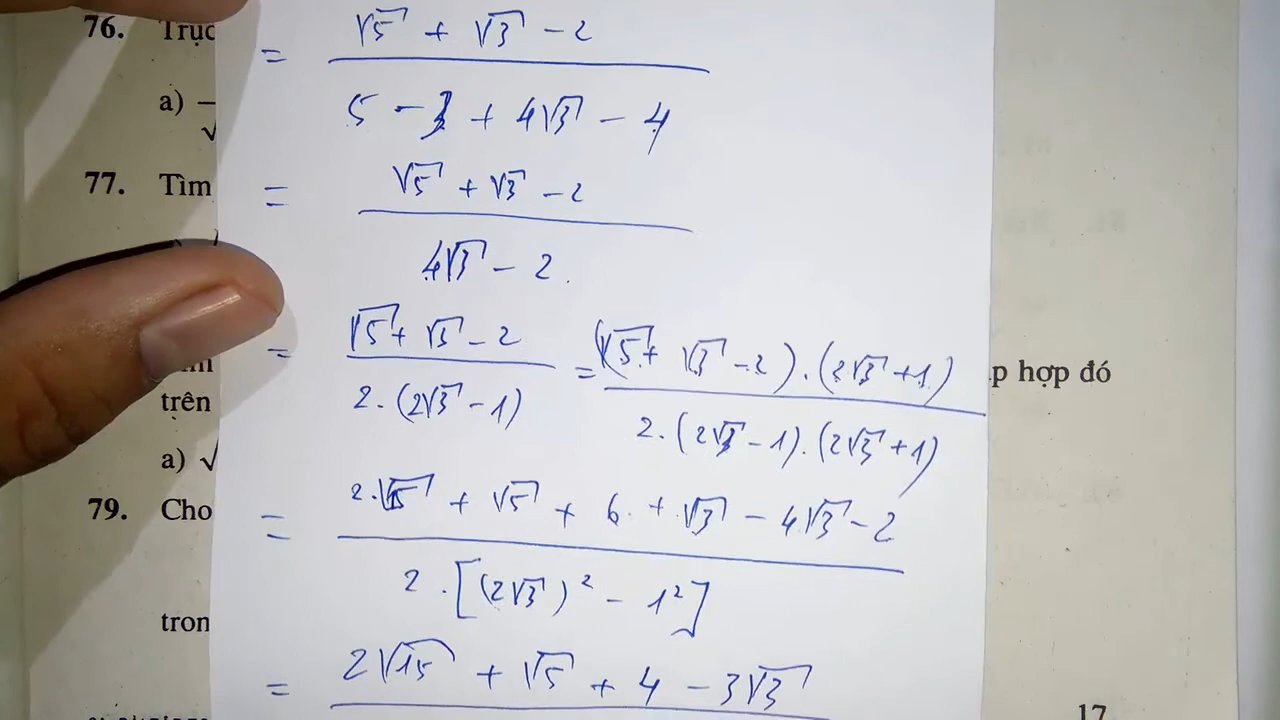 76. Trục
a)
77. Tìm
trên
a) √
79. Cho
tron
p hợp đó
17
= (√5 + √3 - 2) / (5 - 3 + 4√3 - 4)
= (√5 + √3 - 2) / (4√3 - 2)
= (√5 + √3 - 2) / (2.(2√3 - 1)) = ((√5 + √3 - 2).(2√3 + 1)) / (2.(2√3 - 1).(2√3 + 1))
= (2.√15 + √5 + 6 + √3 - 4√3 - 2) / (2.[(2√3)² - 1²])
= 2√15 + √5 + 4 - 3√3